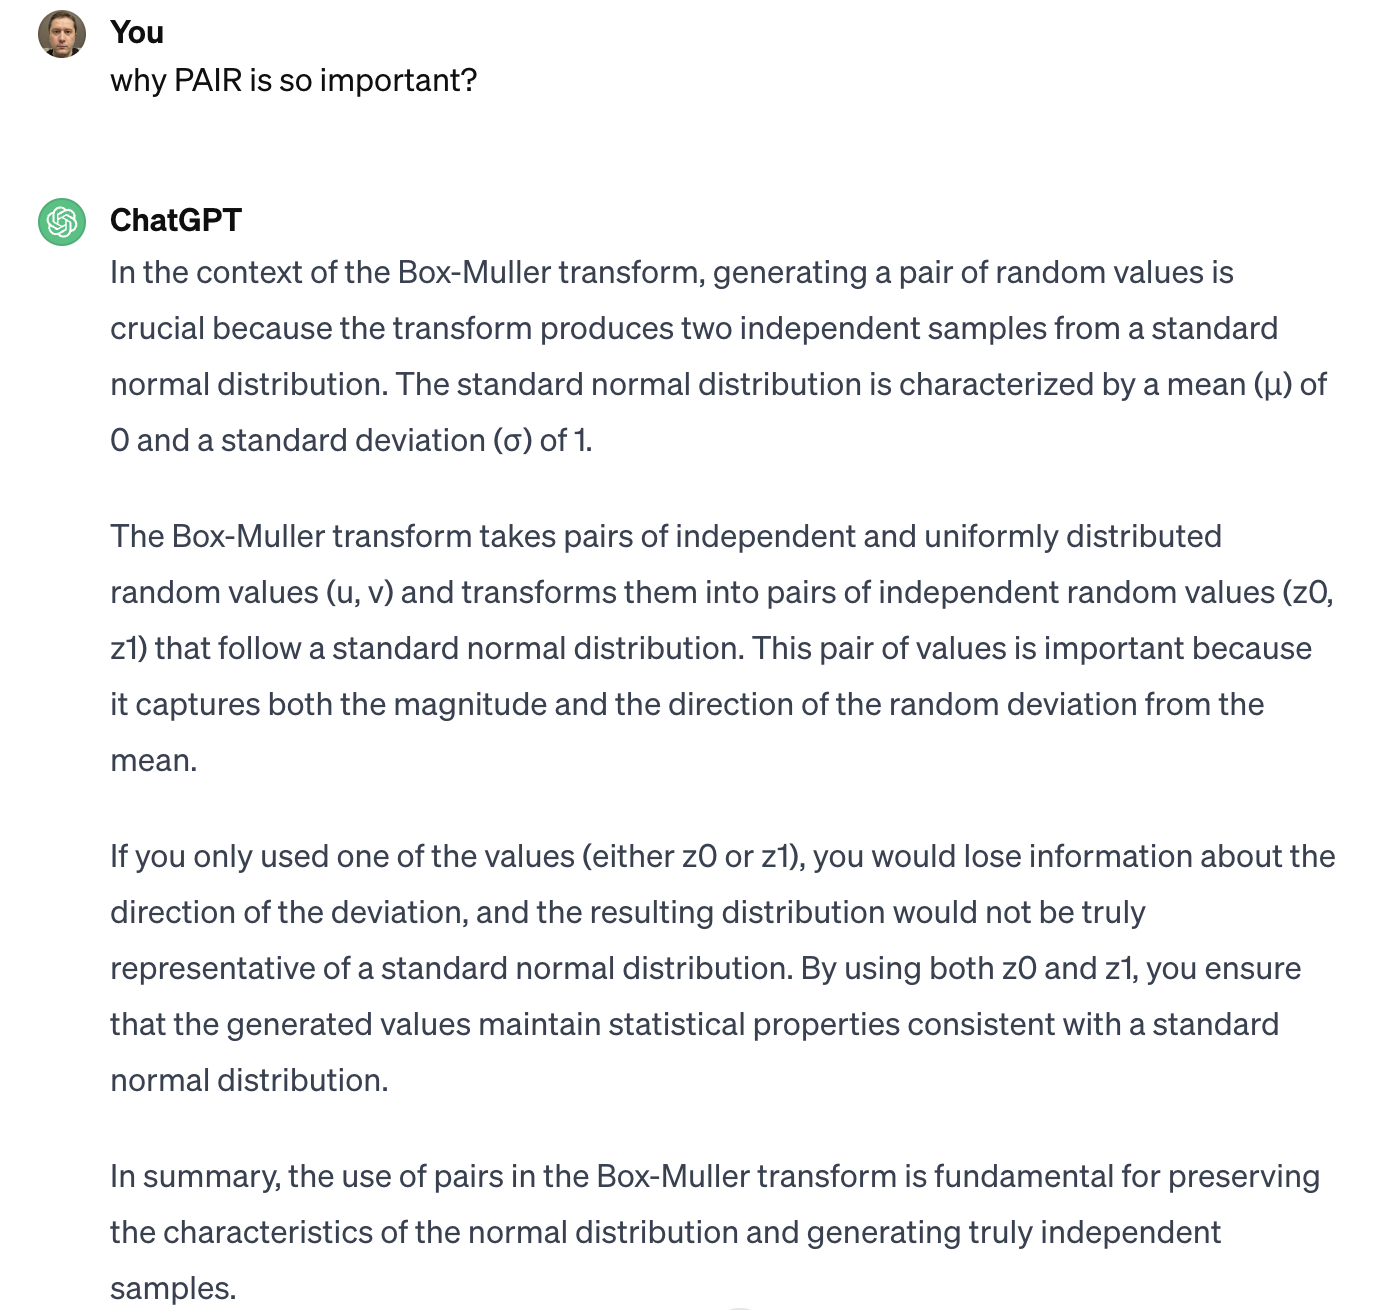 You
why PAIR is so important?
ChatGPT
In the context of the Box-Muller transform, generating a pair of random values is
crucial because the transform produces two independent samples from a standard
normal distribution. The standard normal distribution is characterized by a mean (μ) of
0 and a standard deviation (σ) of 1.
The Box-Muller transform takes pairs of independent and uniformly distributed
random values (u, v) and transforms them into pairs of independent random values (z0,
z1) that follow a standard normal distribution. This pair of values is important because
it captures both the magnitude and the direction of the random deviation from the
mean.
If you only used one of the values (either z0 or z1), you would lose information about the
direction of the deviation, and the resulting distribution would not be truly
representative of a standard normal distribution. By using both z0 and z1, you ensure
that the generated values maintain statistical properties consistent with a standard
normal distribution.
In summary, the use of pairs in the Box-Muller transform is fundamental for preserving
the characteristics of the normal distribution and generating truly independent
samples.